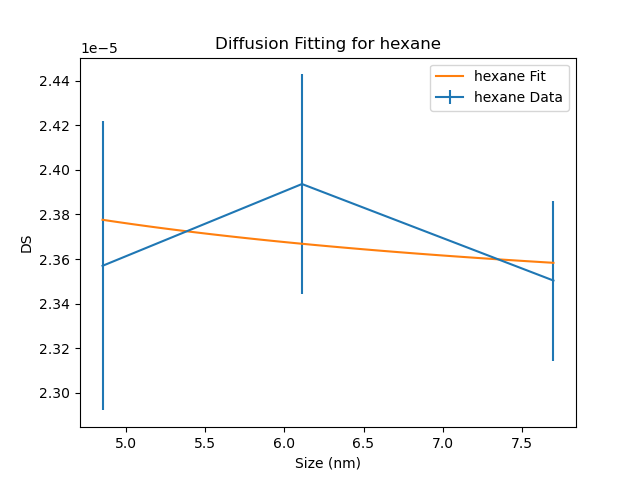 Diffusion Fitting for hexane
1e−5
hexane Fit
hexane Data
2.44
2.42
2.40
2.38
2.36
2.34
2.32
2.30
DS
5.0 5.5 6.0 6.5 7.0 7.5
Size (nm)